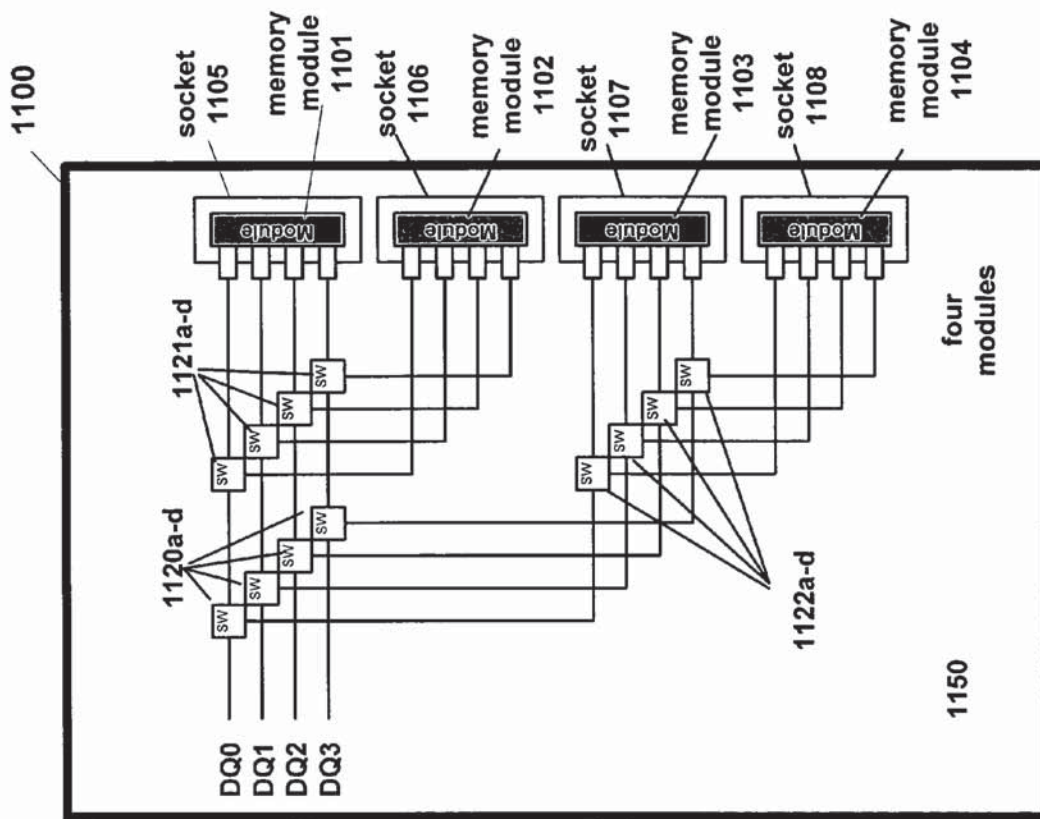 1100
socket
1105
memory
module
1101
socket
1106
memory
module
1102
socket
1107
memory
module
1103
socket
1108
memory
module
1104
Module
Module
Module
Module
1121a-d
SW
SW
SW
SW
1120a-d
SW
SW
SW
SW
SW
SW
SW
SW
1122a-d
four
modules
DQ0
DQ1
DQ2
DQ3
1150